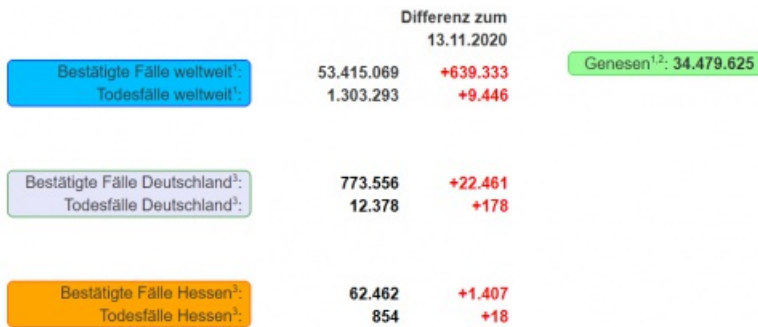 Differenz zum
13.11.2020
Bestätigte Fälle weltweit¹: 53.415.069 +639.333 Genesen¹,²: 34.479.625
Todesfälle weltweit¹: 1.303.293 +9.446
Bestätigte Fälle Deutschland³: 773.556 +22.461
Todesfälle Deutschland³: 12.378 +178
Bestätigte Fälle Hessen³: 62.462 +1.407
Todesfälle Hessen³: 854 +18